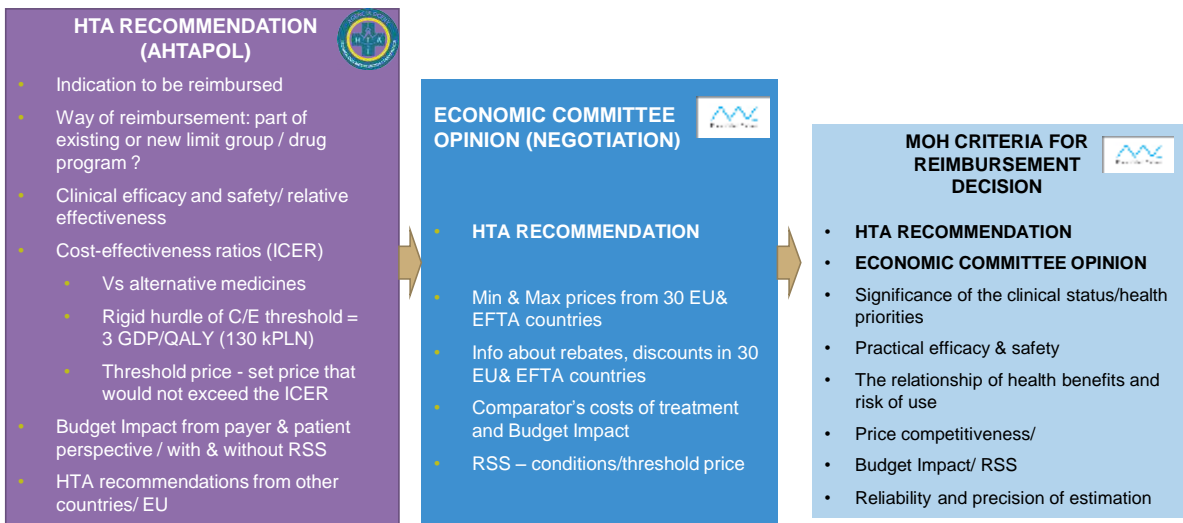 HTA RECOMMENDATION
(AHTAPOL)
• Indication to be reimbursed
• Way of reimbursement: part of
existing or new limit group / drug
program ?
• Clinical efficacy and safety/ relative
effectiveness
• Cost-effectiveness ratios (ICER)
• Vs alternative medicines
• Rigid hurdle of C/E threshold =
3 GDP/QALY (130 kPLN)
• Threshold price - set price that
would not exceed the ICER
• Budget Impact from payer & patient
perspective / with & without RSS
• HTA recommendations from other
countries/ EU
ECONOMIC COMMITTEE
OPINION (NEGOTIATION)
• HTA RECOMMENDATION
• Min & Max prices from 30 EU&
EFTA countries
• Info about rebates, discounts in 30
EU& EFTA countries
• Comparator's costs of treatment
and Budget Impact
• RSS – conditions/threshold price
MOH CRITERIA FOR
REIMBURSEMENT
DECISION
• HTA RECOMMENDATION
• ECONOMIC COMMITTEE OPINION
• Significance of the clinical status/health
priorities
• Practical efficacy & safety
• The relationship of health benefits and
risk of use
• Price competitiveness/
• Budget Impact/ RSS
• Reliability and precision of estimation